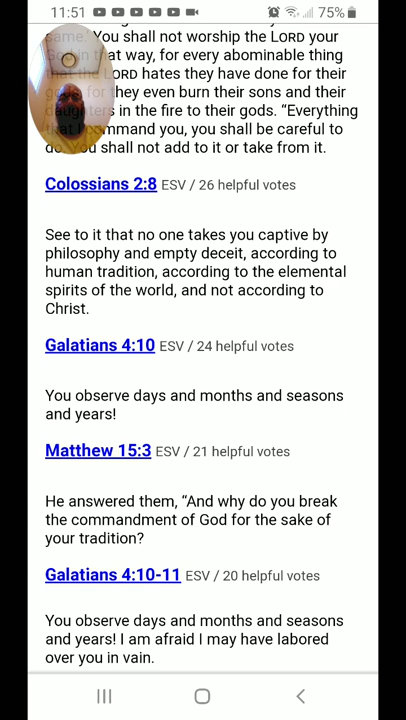 11:51 75%
same.' You shall not worship the LORD your
God in that way, for every abominable thing
that the LORD hates they have done for their
for they even burn their sons and their
daughters in the fire to their gods. “Everything
that I command you, you shall be careful to
do. You shall not add to it or take from it.
Colossians 2:8 ESV / 26 helpful votes
See to it that no one takes you captive by
philosophy and empty deceit, according to
human tradition, according to the elemental
spirits of the world, and not according to
Christ.
Galatians 4:10 ESV / 24 helpful votes
You observe days and months and seasons
and years!
Matthew 15:3 ESV / 21 helpful votes
He answered them, “And why do you break
the commandment of God for the sake of
your tradition?
Galatians 4:10-11 ESV / 20 helpful votes
You observe days and months and seasons
and years! I am afraid I may have labored
over you in vain.